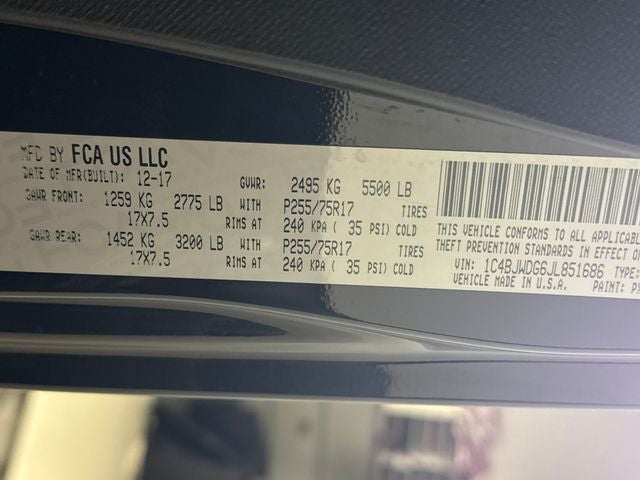 MFD BY FCA US LLC
DATE OF MFR(BUILT): 12-17 GVWR: 2495 KG 5500 LB
GAWR FRONT: 1259 KG 2775 LB WITH P255/75R17 TIRES
17X7.5 RIMS AT 240 KPA ( 35 PSI) COLD
GAWR REAR: 1452 KG 3200 LB WITH P255/75R17 TIRES
17X7.5 RIMS AT 240 KPA ( 35 PSI) COLD
THIS VEHICLE CONFORMS TO ALL APPLICABL
THEFT PREVENTION STANDARDS IN EFFECT O
VIN: 1C4BJWDG6JL851686 TYPE:
VEHICLE MADE IN U.S.A. PAINT: PX